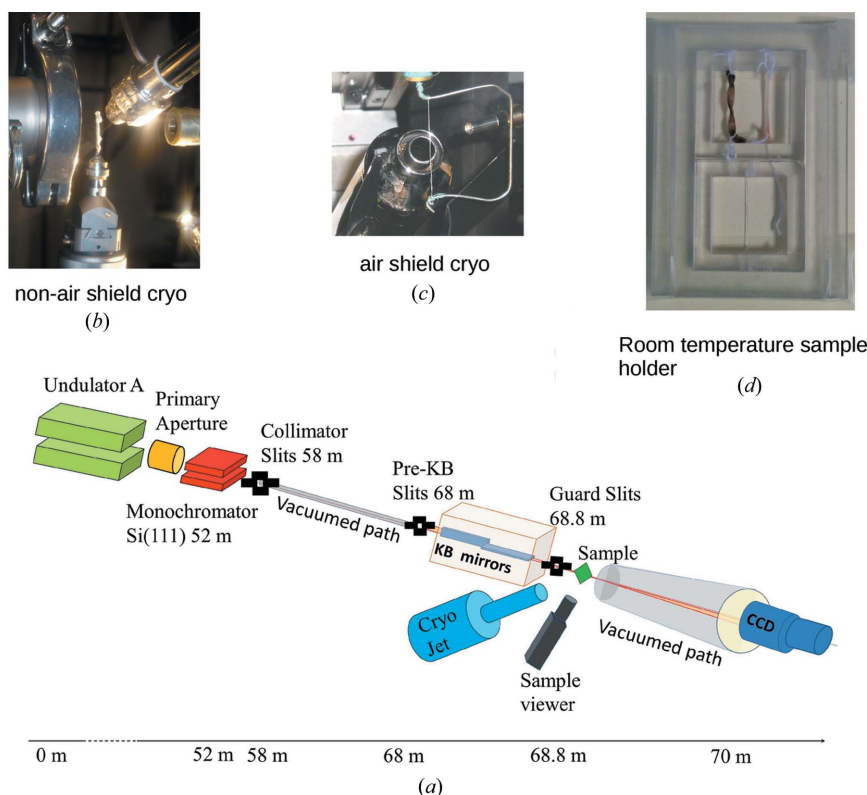 non-air shield cryo
(b)
air shield cryo
(c)
Room temperature sample
holder
(d)
Undulator A
Primary
Aperture
Collimator
Slits 58 m
Monochromator
Si(111) 52 m
Vacuumed path
Pre-KB
Slits 68 m
KB mirrors
Guard Slits
68.8 m
Sample
Cryo
Jet
Sample
viewer
Vacuumed path
CCD
0 m 52 m 58 m 68 m 68.8 m 70 m
(a)